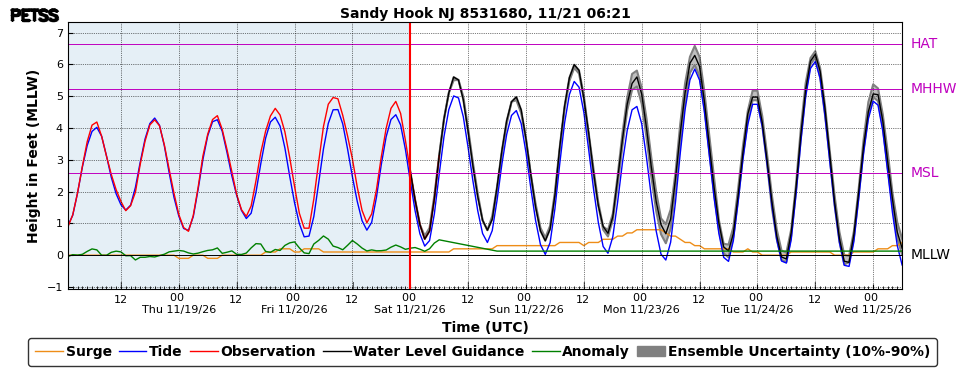 PETSS
Sandy Hook NJ 8531680, 11/21 06:21
Height in Feet (MLLW)
7
6
5
4
3
2
1
0
−1
HAT
MHHW
MSL
MLLW
12 00 12 00 12 00 12 00 12 00 12 00 12 00
Thu 11/19/26 Fri 11/20/26 Sat 11/21/26 Sun 11/22/26 Mon 11/23/26 Tue 11/24/26 Wed 11/25/26
Time (UTC)
Surge Tide Observation Water Level Guidance Anomaly Ensemble Uncertainty (10%-90%)